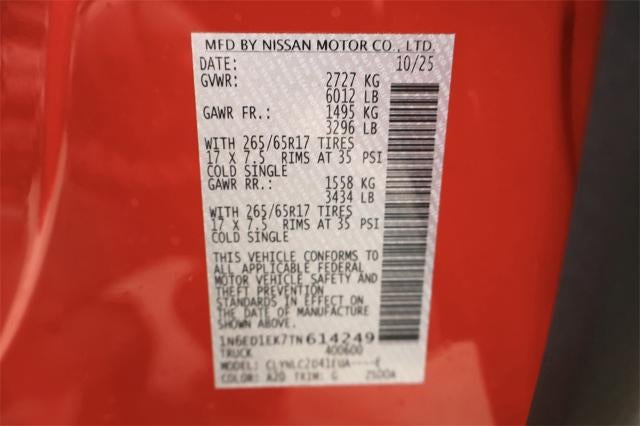 MFD BY NISSAN MOTOR CO., LTD.
DATE: 10/25
GVWR: 2727 KG
6012 LB
GAWR FR.: 1495 KG
3296 LB
WITH 265/65R17 TIRES
17 X 7.5 RIMS AT 35 PSI
COLD SINGLE
GAWR RR.: 1558 KG
3434 LB
WITH 265/65R17 TIRES
17 X 7.5 RIMS AT 35 PSI
COLD SINGLE
THIS VEHICLE CONFORMS TO
ALL APPLICABLE FEDERAL
MOTOR VEHICLE SAFETY AND
THEFT PREVENTION
STANDARDS IN EFFECT ON
THE DATE OF MANUFACTURE
SHOWN ABOVE.
1N6ED1EK7TN614249
TRUCK 400600
MODEL:
COLOR: A20 TRIM: G